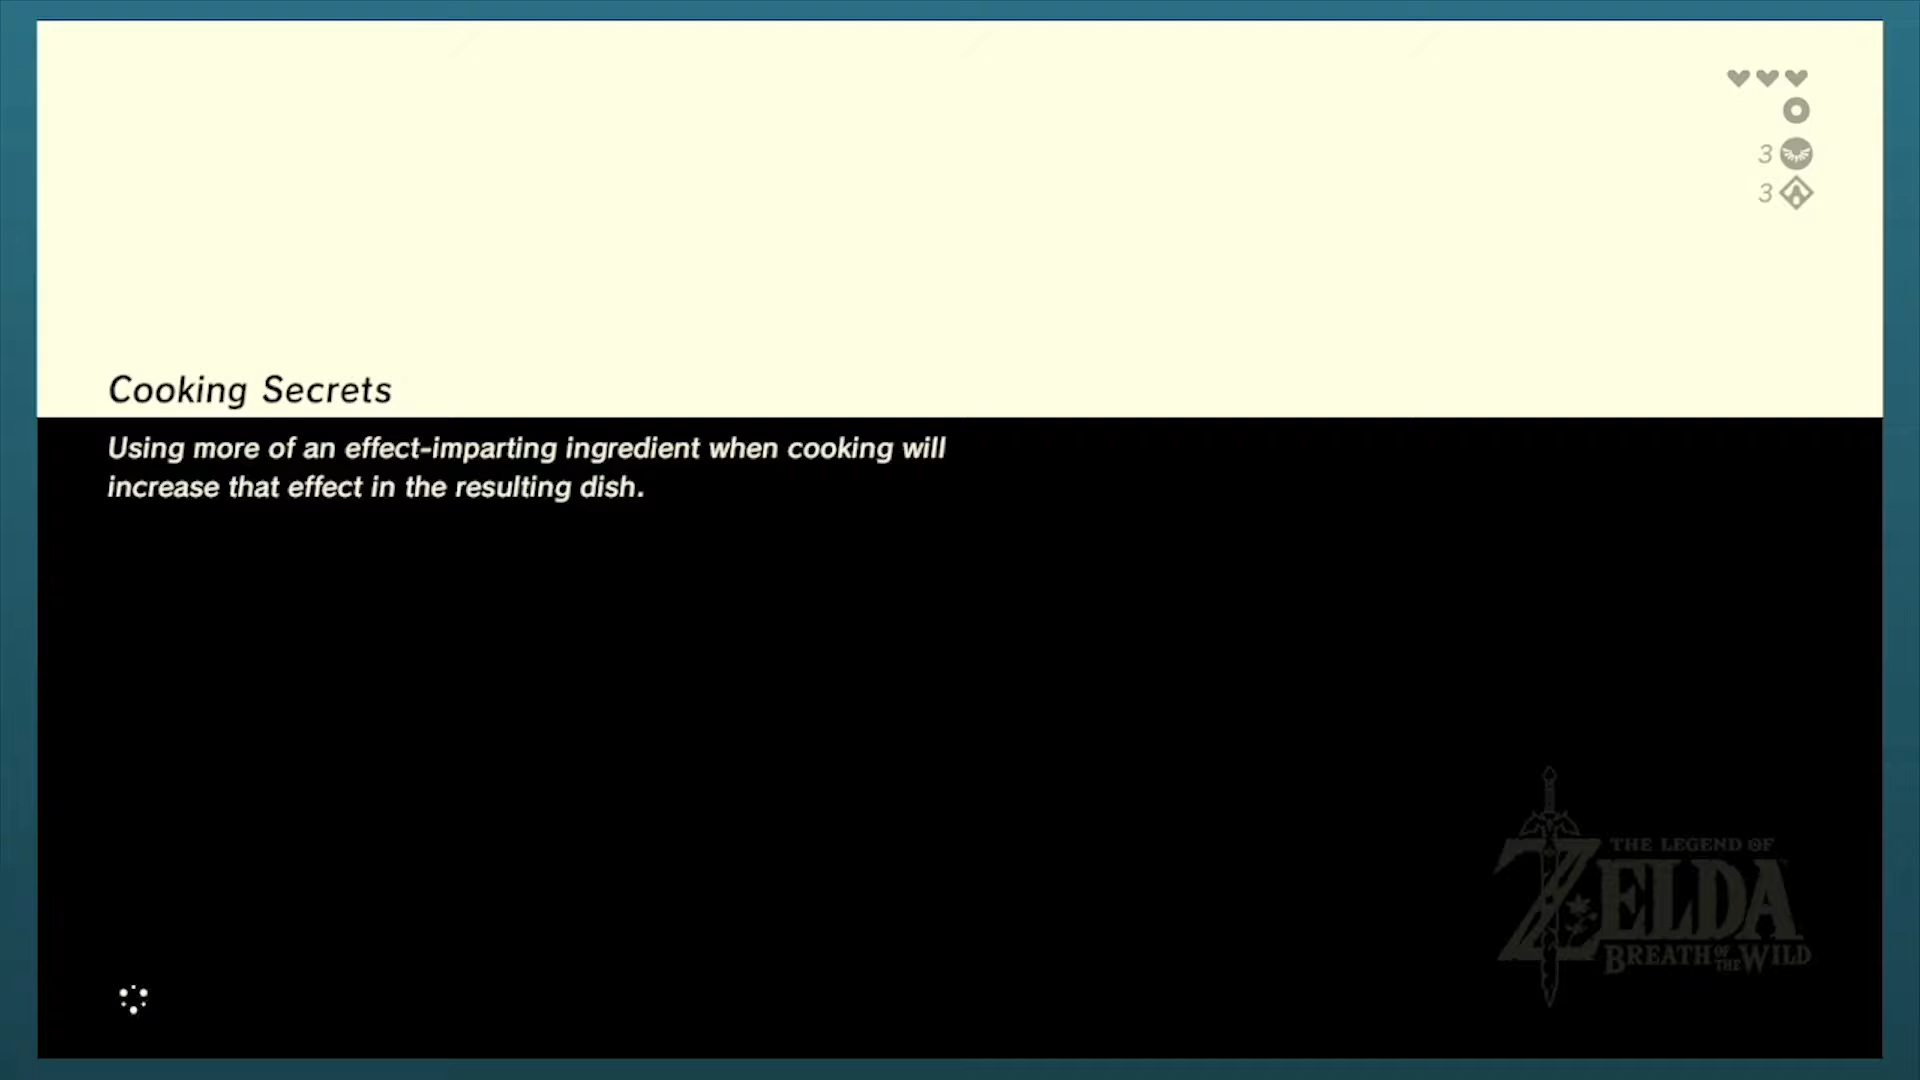 3
3
Cooking Secrets
Using more of an effect-imparting ingredient when cooking will
increase that effect in the resulting dish.
THE LEGEND OF
ZELDA
BREATH OF THE WILD